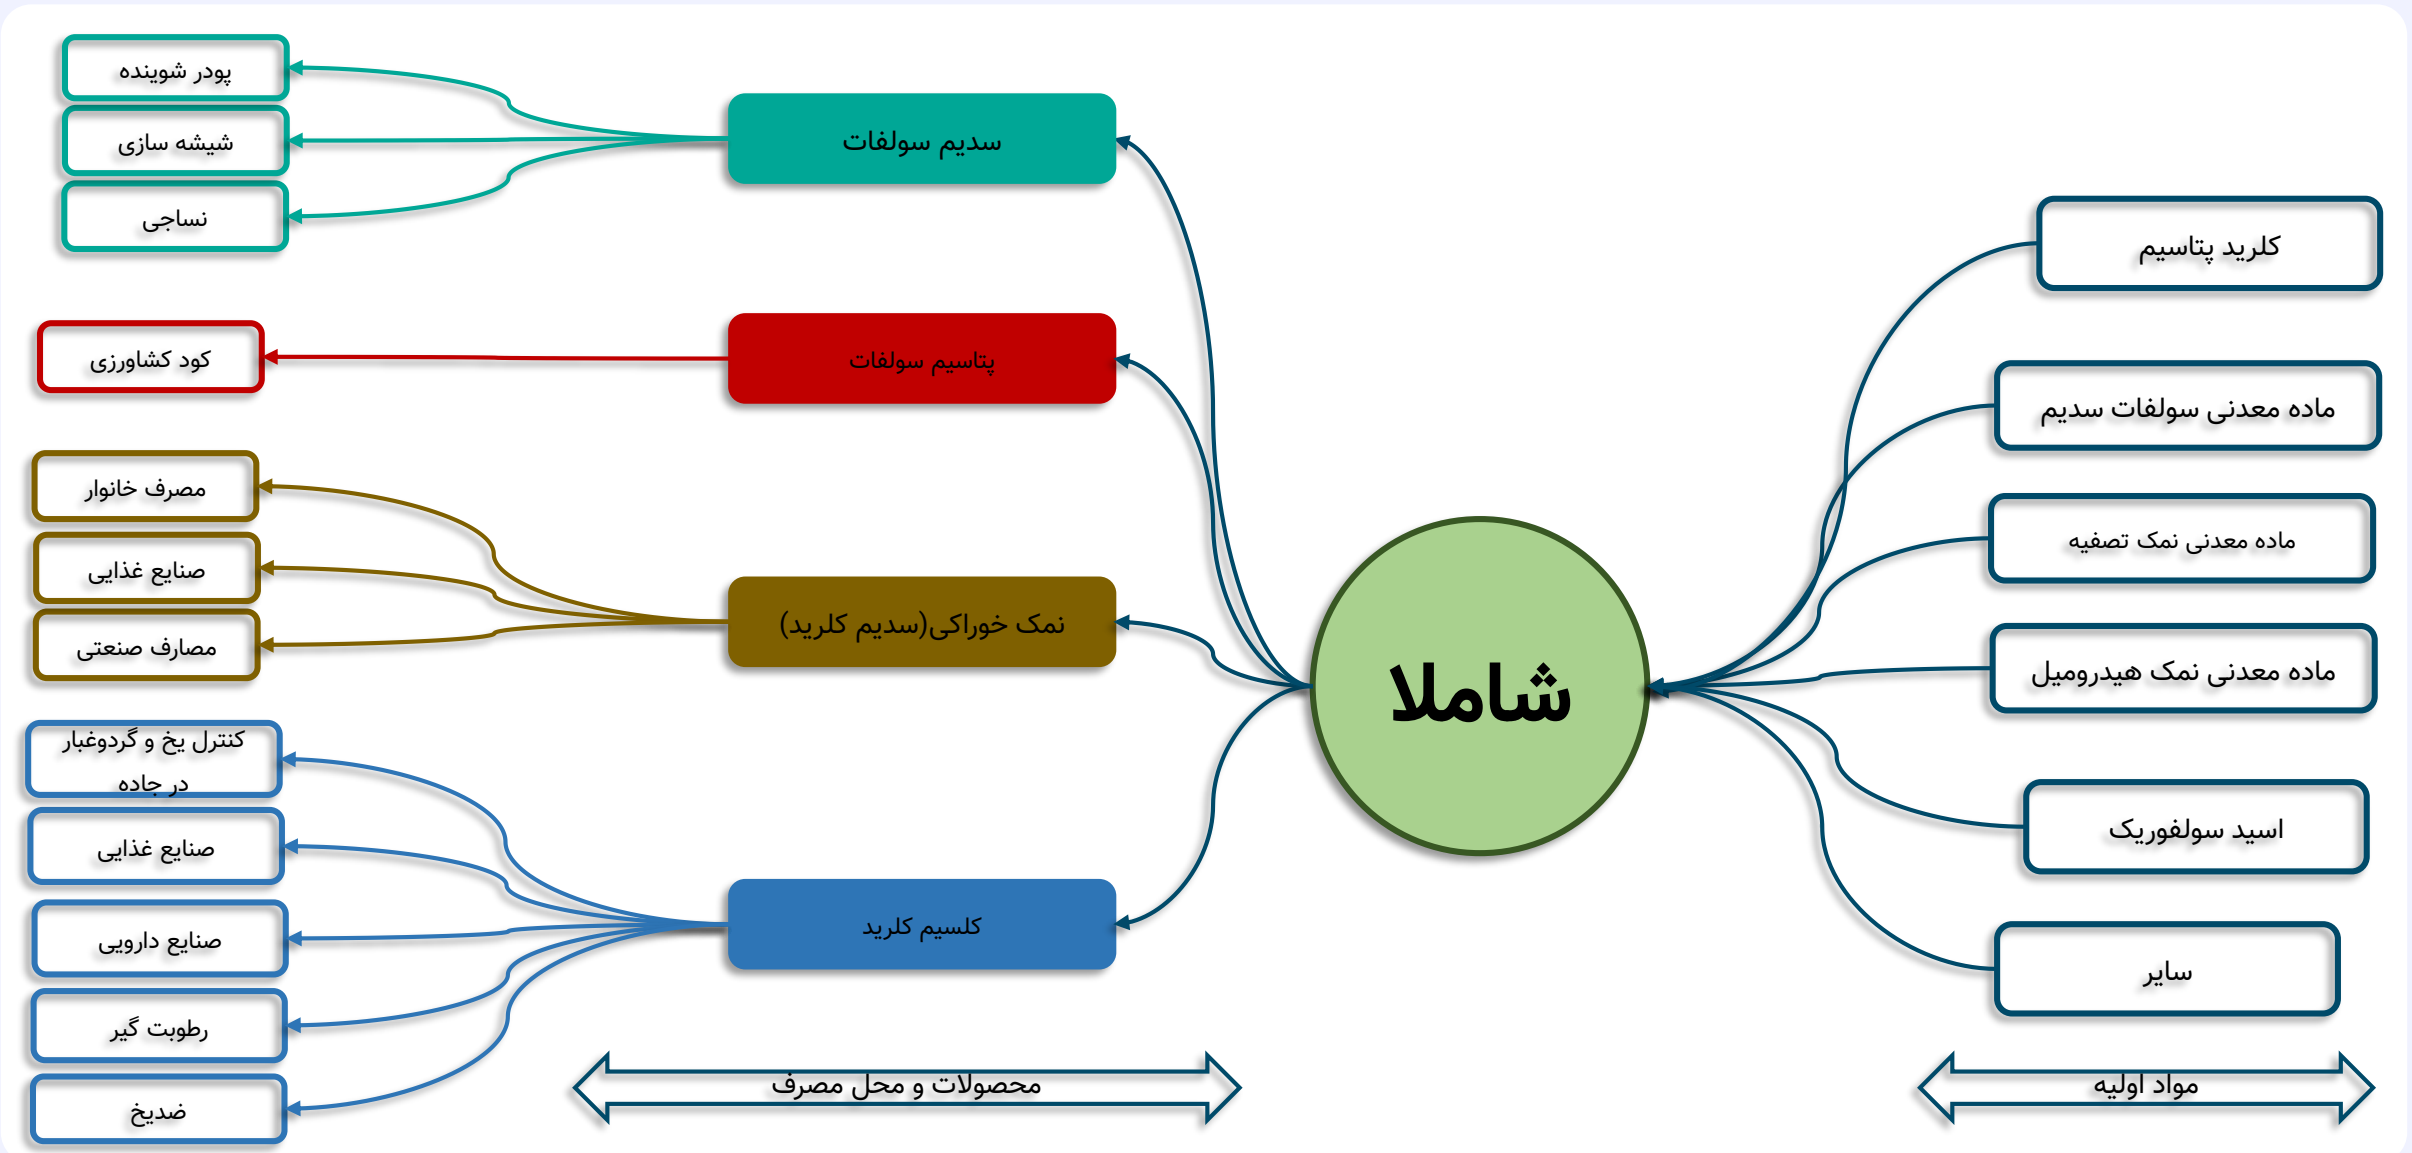 کلرید پتاسیم
ماده معدنی سولفات سدیم
ماده معدنی نمک تصفیه
ماده معدنی نمک هیدرومیل
اسید سولفوریک
سایر
مواد اولیه
شاملا
سدیم سولفات
پتاسیم سولفات
نمک خوراکی(سدیم کلرید)
کلسیم کلرید
محصولات و محل مصرف
پودر شوینده
شیشه سازی
نساجی
کود کشاورزی
مصرف خانوار
صنایع غذایی
مصارف صنعتی
کنترل یخ و گردوغبار
در جاده
صنایع غذایی
صنایع دارویی
رطوبت گیر
ضدیخ